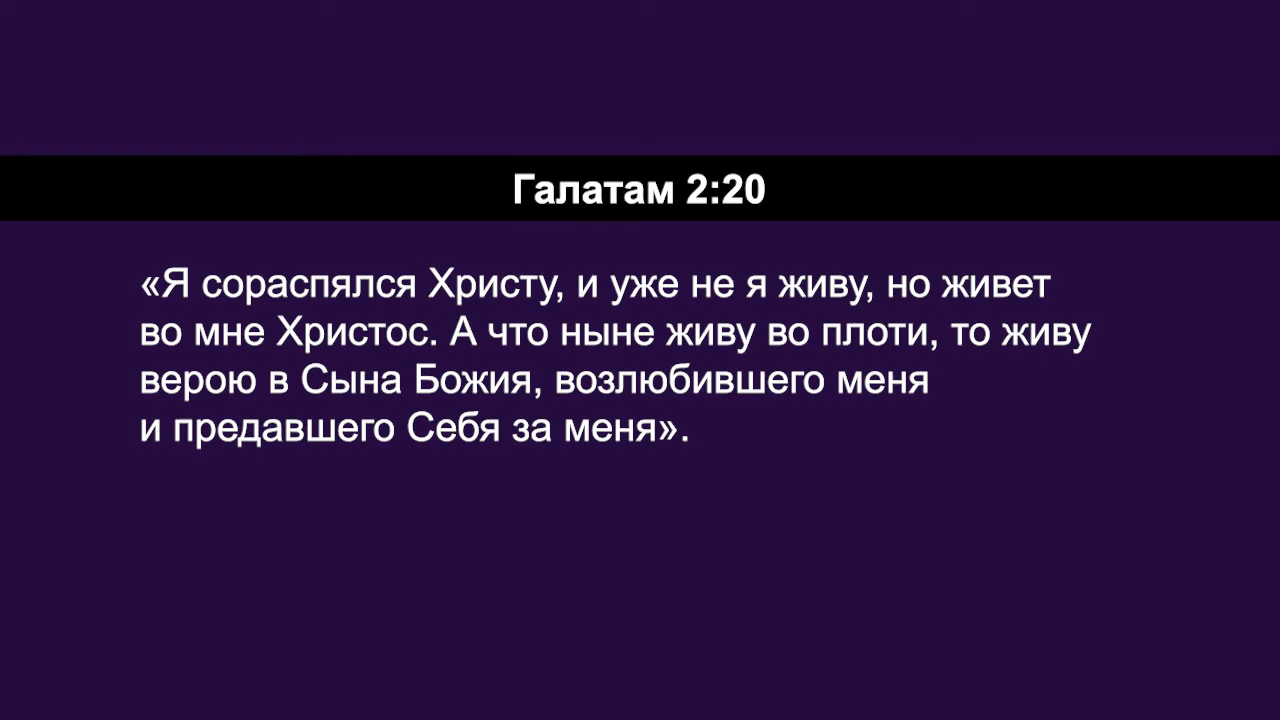 Галатам 2:20
«Я сораспялся Христу, и уже не я живу, но живет
во мне Христос. А что ныне живу во плоти, то живу
верою в Сына Божия, возлюбившего меня
и предавшего Себя за меня».